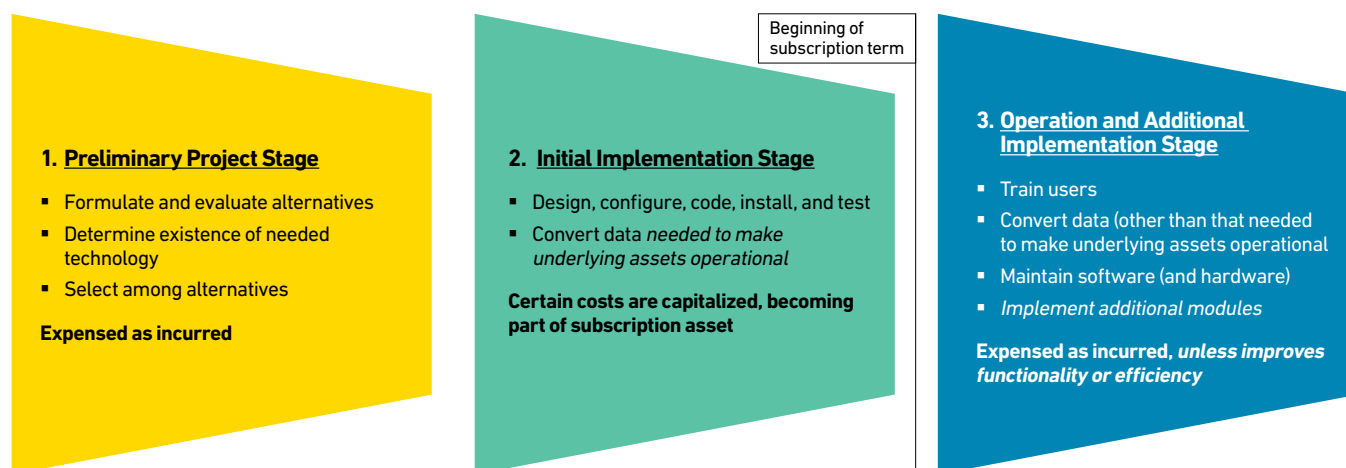 1. Preliminary Project Stage
▪ Formulate and evaluate alternatives
▪ Determine existence of needed
technology
▪ Select among alternatives
Expensed as incurred
Beginning of
subscription term
2. Initial Implementation Stage
▪ Design, configure, code, install, and test
▪ Convert data needed to make
underlying assets operational
Certain costs are capitalized, becoming
part of subscription asset
3. Operation and Additional
Implementation Stage
▪ Train users
▪ Convert data (other than that needed
to make underlying assets operational
▪ Maintain software (and hardware)
▪ Implement additional modules
Expensed as incurred, unless improves
functionality or efficiency